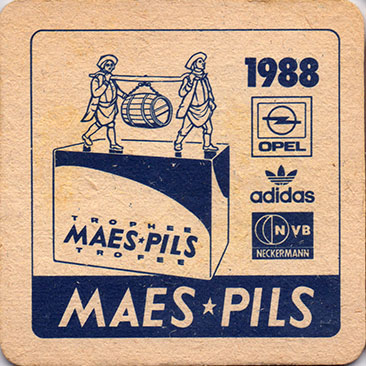 1988
OPEL
adidas
NVB
NECKERMANN
TROPHEE
MAES★PILS
TROFEE
MAES★PILS